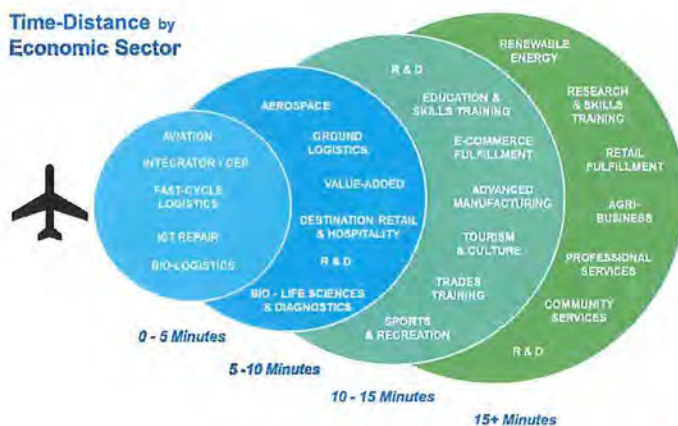 Time-Distance by
Economic Sector
AVIATION
INTEGRATOR / CEP
FAST-CYCLE
LOGISTICS
ICT REPAIR
BIO-LOGISTICS
0 - 5 Minutes
AEROSPACE
GROUND
LOGISTICS
VALUE-ADDED
DESTINATION RETAIL
& HOSPITALITY
R & D
BIO - LIFE SCIENCES
& DIAGNOSTICS
5 -10 Minutes
R & D
EDUCATION &
SKILLS TRAINING
E-COMMERCE
FULFILLMENT
ADVANCED
MANUFACTURING
TOURISM
& CULTURE
TRADES
TRAINING
SPORTS
& RECREATION
10 - 15 Minutes
RENEWABLE
ENERGY
RESEARCH
& SKILLS
TRAINING
RETAIL
FULFILLMENT
AGRI-
BUSINESS
PROFESSIONAL
SERVICES
COMMUNITY
SERVICES
R & D
15+ Minutes